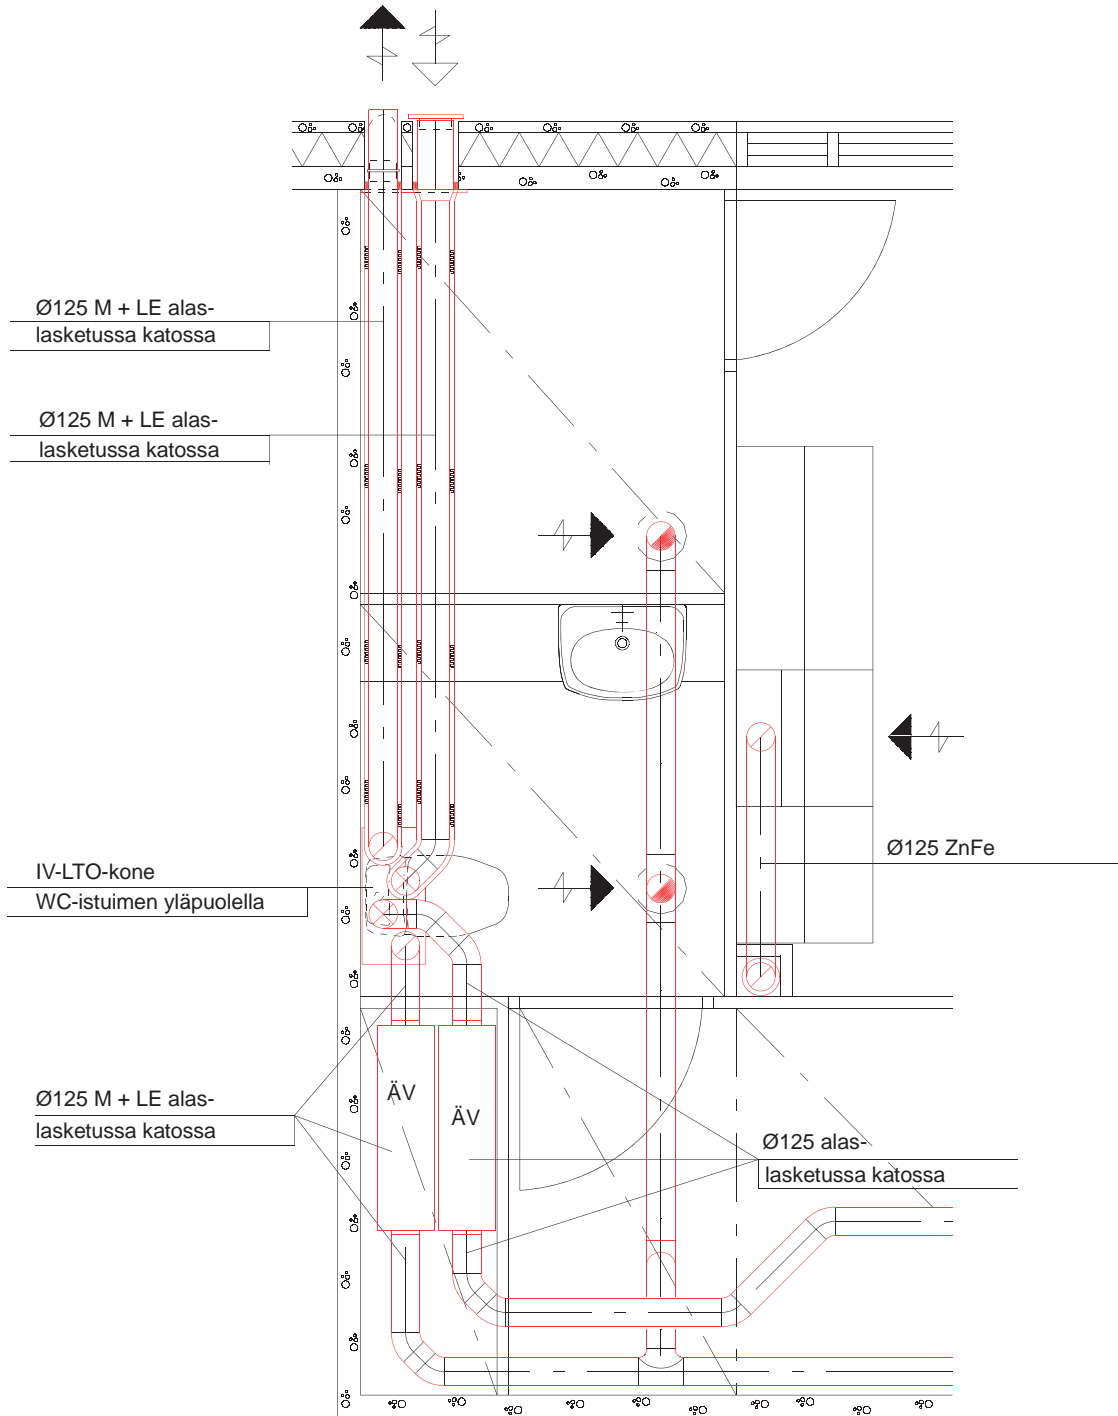 Ø125 M + LE alas-
lasketussa katossa
Ø125 M + LE alas-
lasketussa katossa
Ø125 ZnFe
IV-LTO-kone
WC-istuimen yläpuolella
ÄV
ÄV
Ø125 M + LE alas-
lasketussa katossa
Ø125 alas-
lasketussa katossa